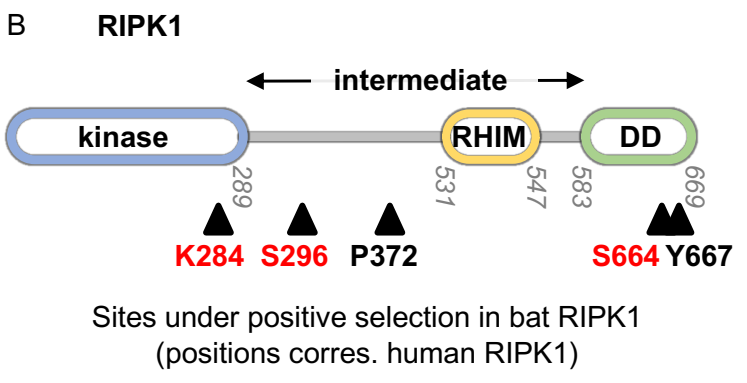 B RIPK1
intermediate
kinase RHIM DD
289 531 547 583 669
K284 S296 P372 S664 Y667
Sites under positive selection in bat RIPK1
(positions corres. human RIPK1)